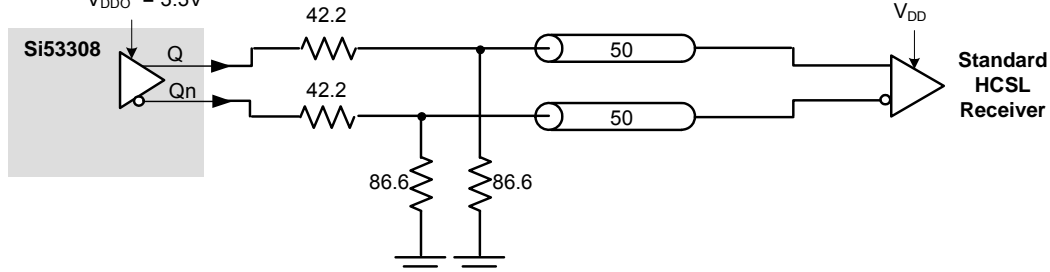 V_DDO = 3.3V
Si53308
Q
Qn
42.2
42.2
86.6
86.6
50
50
V_DD
Standard
HCSL
Receiver